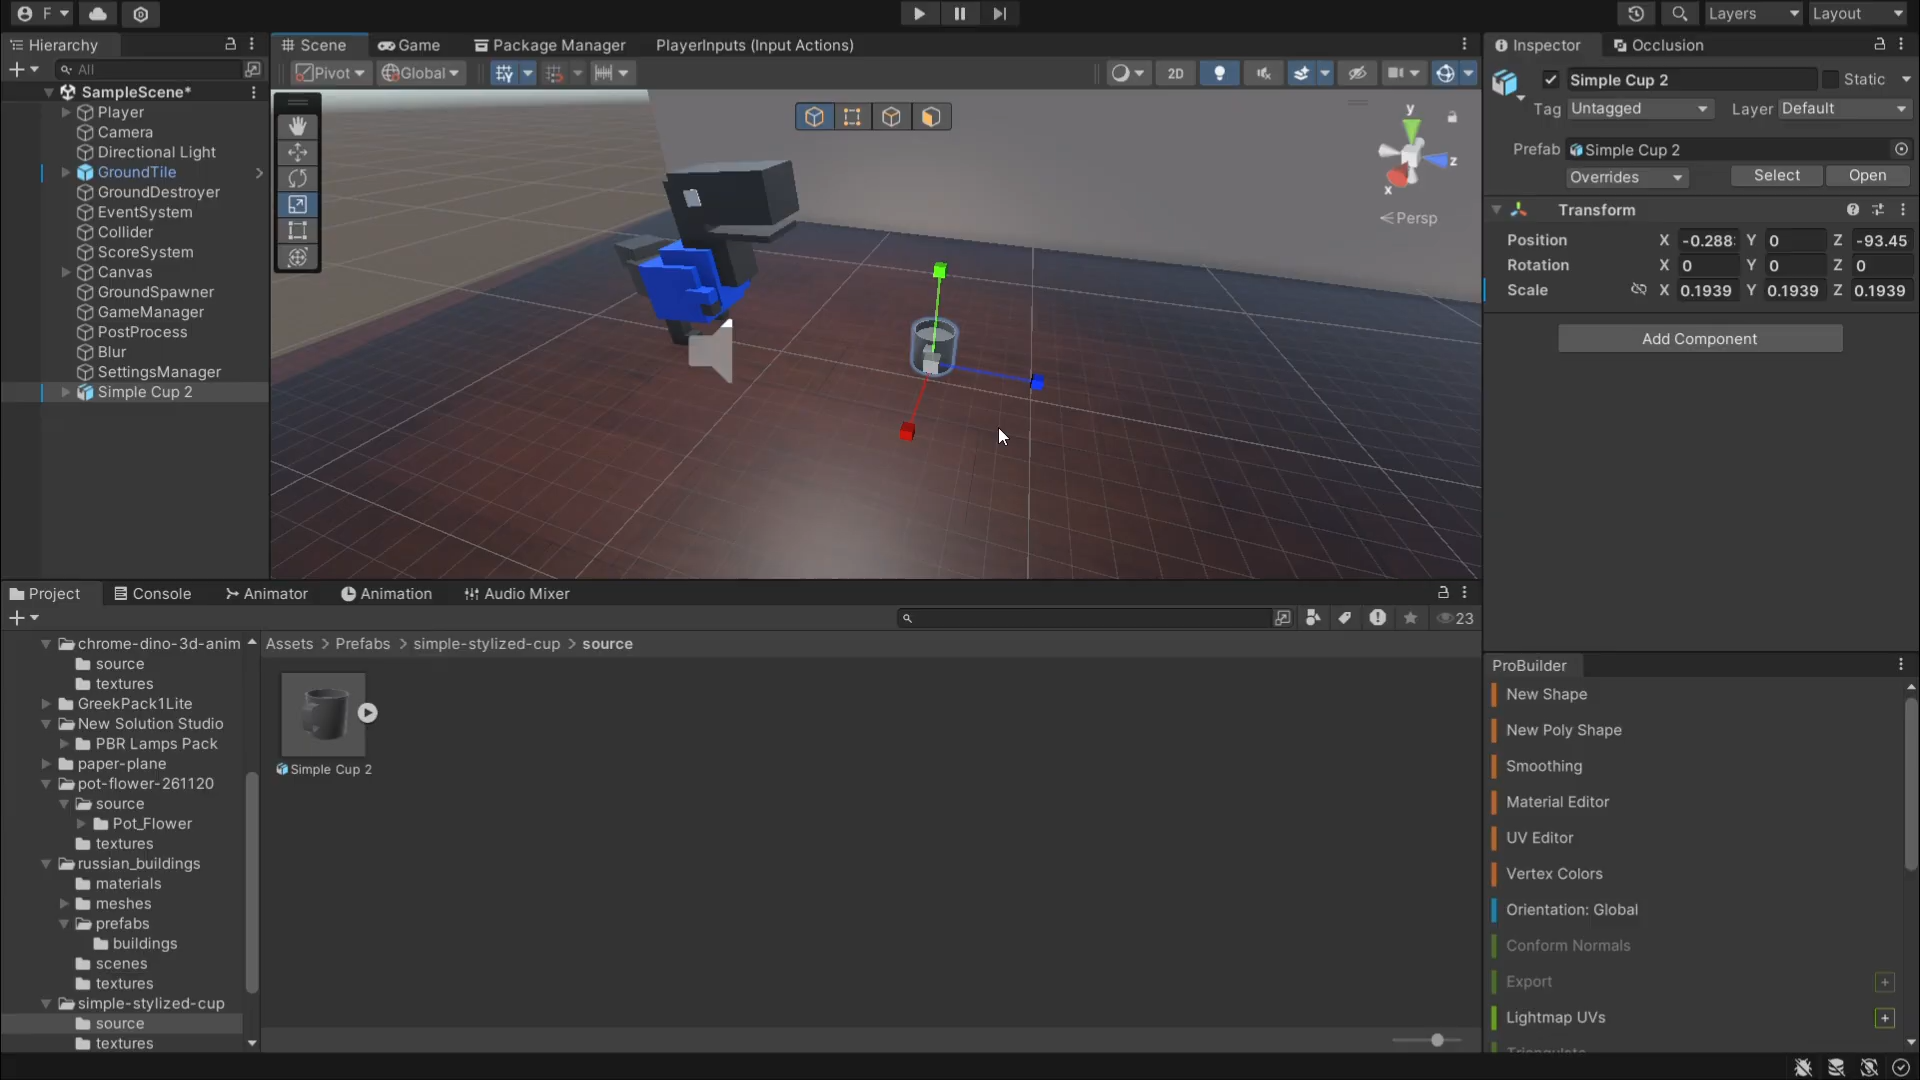 F
Layers
Layout
Hierarchy
Scene
Game
Package Manager
PlayerInputs (Input Actions)
Inspector
Occlusion
All
Pivot
Global
2D
Simple Cup 2
Static
SampleScene*
Tag Untagged
Layer Default
Player
Camera
Directional Light
GroundTile
GroundDestroyer
EventSystem
Collider
ScoreSystem
Canvas
GroundSpawner
GameManager
PostProcess
Blur
SettingsManager
Simple Cup 2
y
z
x
Persp
Prefab Simple Cup 2
Overrides Select Open
Transform
Position X -0.288 Y 0 Z -93.45
Rotation X 0 Y 0 Z 0
Scale X 0.1939 Y 0.1939 Z 0.1939
Add Component
Project
Console
Animator
Animation
Audio Mixer
23
chrome-dino-3d-anim
source
textures
GreekPack1Lite
New Solution Studio
PBR Lamps Pack
paper-plane
pot-flower-261120
source
Pot_Flower
textures
russian_buildings
materials
meshes
prefabs
buildings
scenes
textures
simple-stylized-cup
source
textures
Assets > Prefabs > simple-stylized-cup > source
Simple Cup 2
ProBuilder
New Shape
New Poly Shape
Smoothing
Material Editor
UV Editor
Vertex Colors
Orientation: Global
Conform Normals
Export
Lightmap UVs